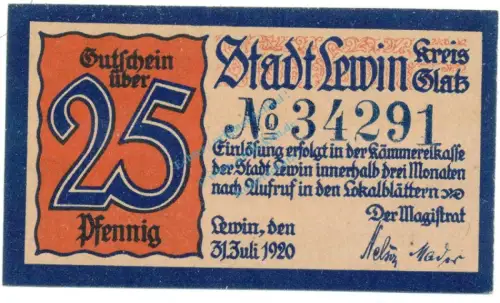 Gutschein
über
25
Pfennig
Stadt Lewin Kreis
Glatz
No 34291
Einlösung erfolgt in der Kämmereikasse
der Stadt Lewin innerhalb drei Monaten
nach Aufruf in den Lokalblättern
Der Magistrat
Lewin, den
31. Juli 1920